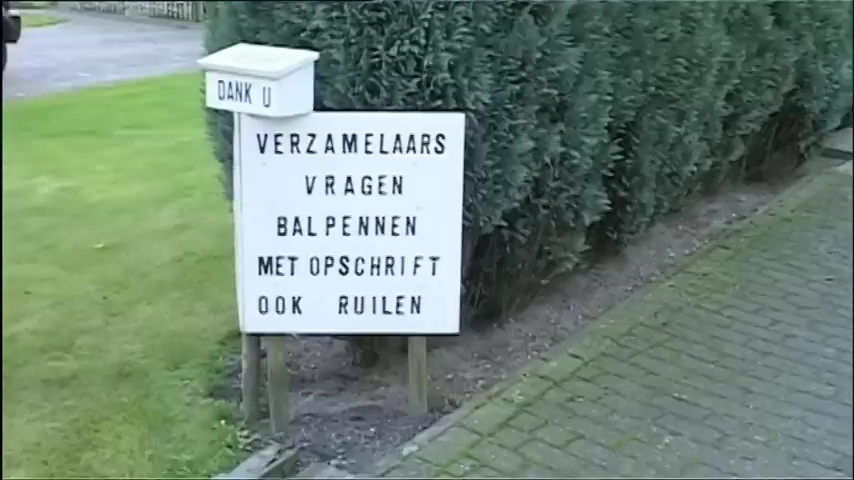 DANK U
VERZAMELAARS
VRAGEN
BALPENNEN
MET OPSCHRIFT
OOK RUILEN